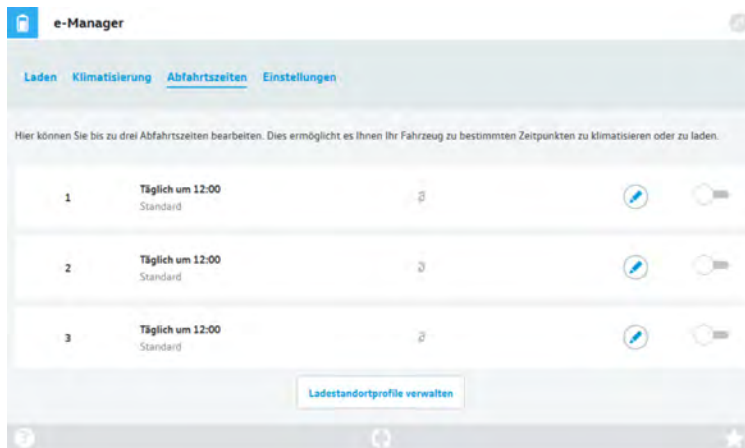 e-Manager
Laden Klimatisierung Abfahrtszeiten Einstellungen
Hier können Sie bis zu drei Abfahrtszeiten bearbeiten. Dies ermöglicht es Ihnen Ihr Fahrzeug zu bestimmten Zeitpunkten zu klimatisieren oder zu laden.
1 Täglich um 12:00
Standard
2 Täglich um 12:00
Standard
3 Täglich um 12:00
Standard
Ladestandortprofile verwalten
?